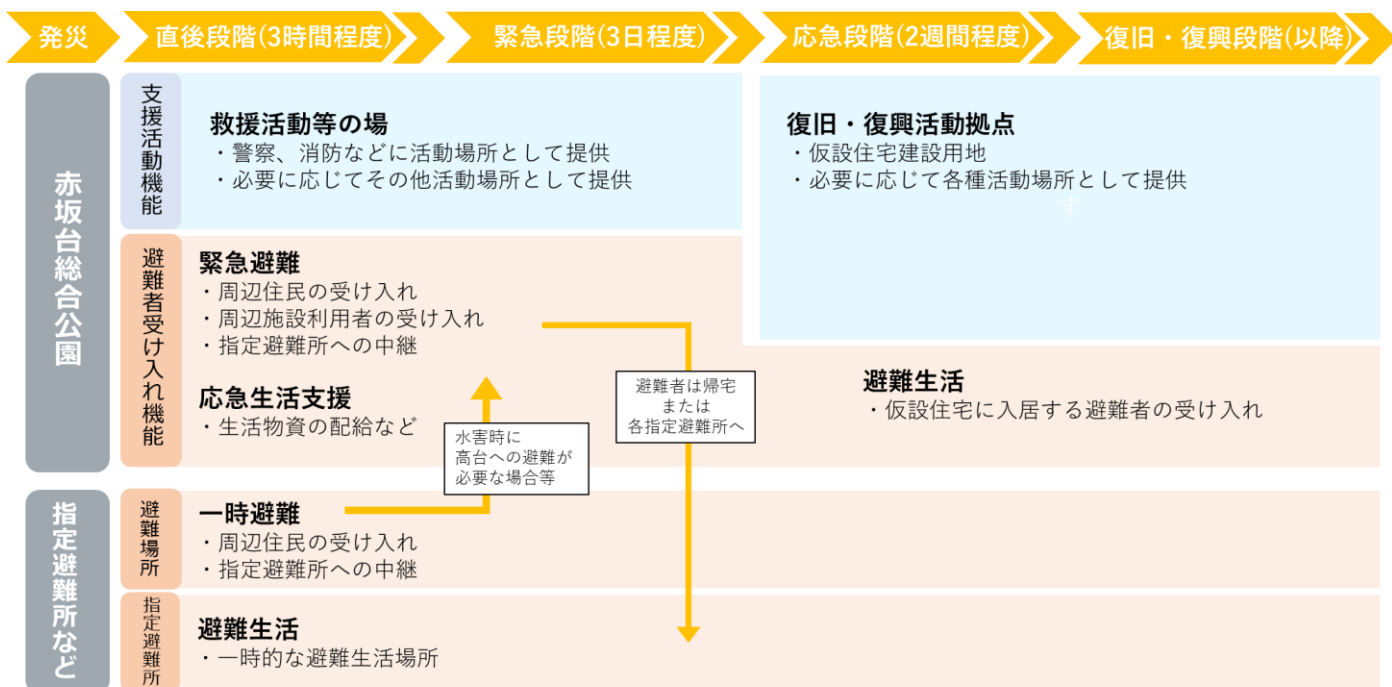 発災
直後段階(3時間程度)
緊急段階(3日程度)
応急段階(2週間程度)
復旧・復興段階(以降)
赤坂台総合公園
支援活動機能
救援活動等の場
・警察、消防などに活動場所として提供
・必要に応じてその他活動場所として提供
復旧・復興活動拠点
・仮設住宅建設用地
・必要に応じて各種活動場所として提供
す
避難者受け入れ機能
緊急避難
・周辺住民の受け入れ
・周辺施設利用者の受け入れ
・指定避難所への中継
応急生活支援
・生活物資の配給など
水害時に
高台への避難が
必要な場合等
避難者は帰宅
または
各指定避難所へ
避難生活
・仮設住宅に入居する避難者の受け入れ
指定避難所など
避難場所
一時避難
・周辺住民の受け入れ
・指定避難所への中継
指定避難所
避難生活
・一時的な避難生活場所